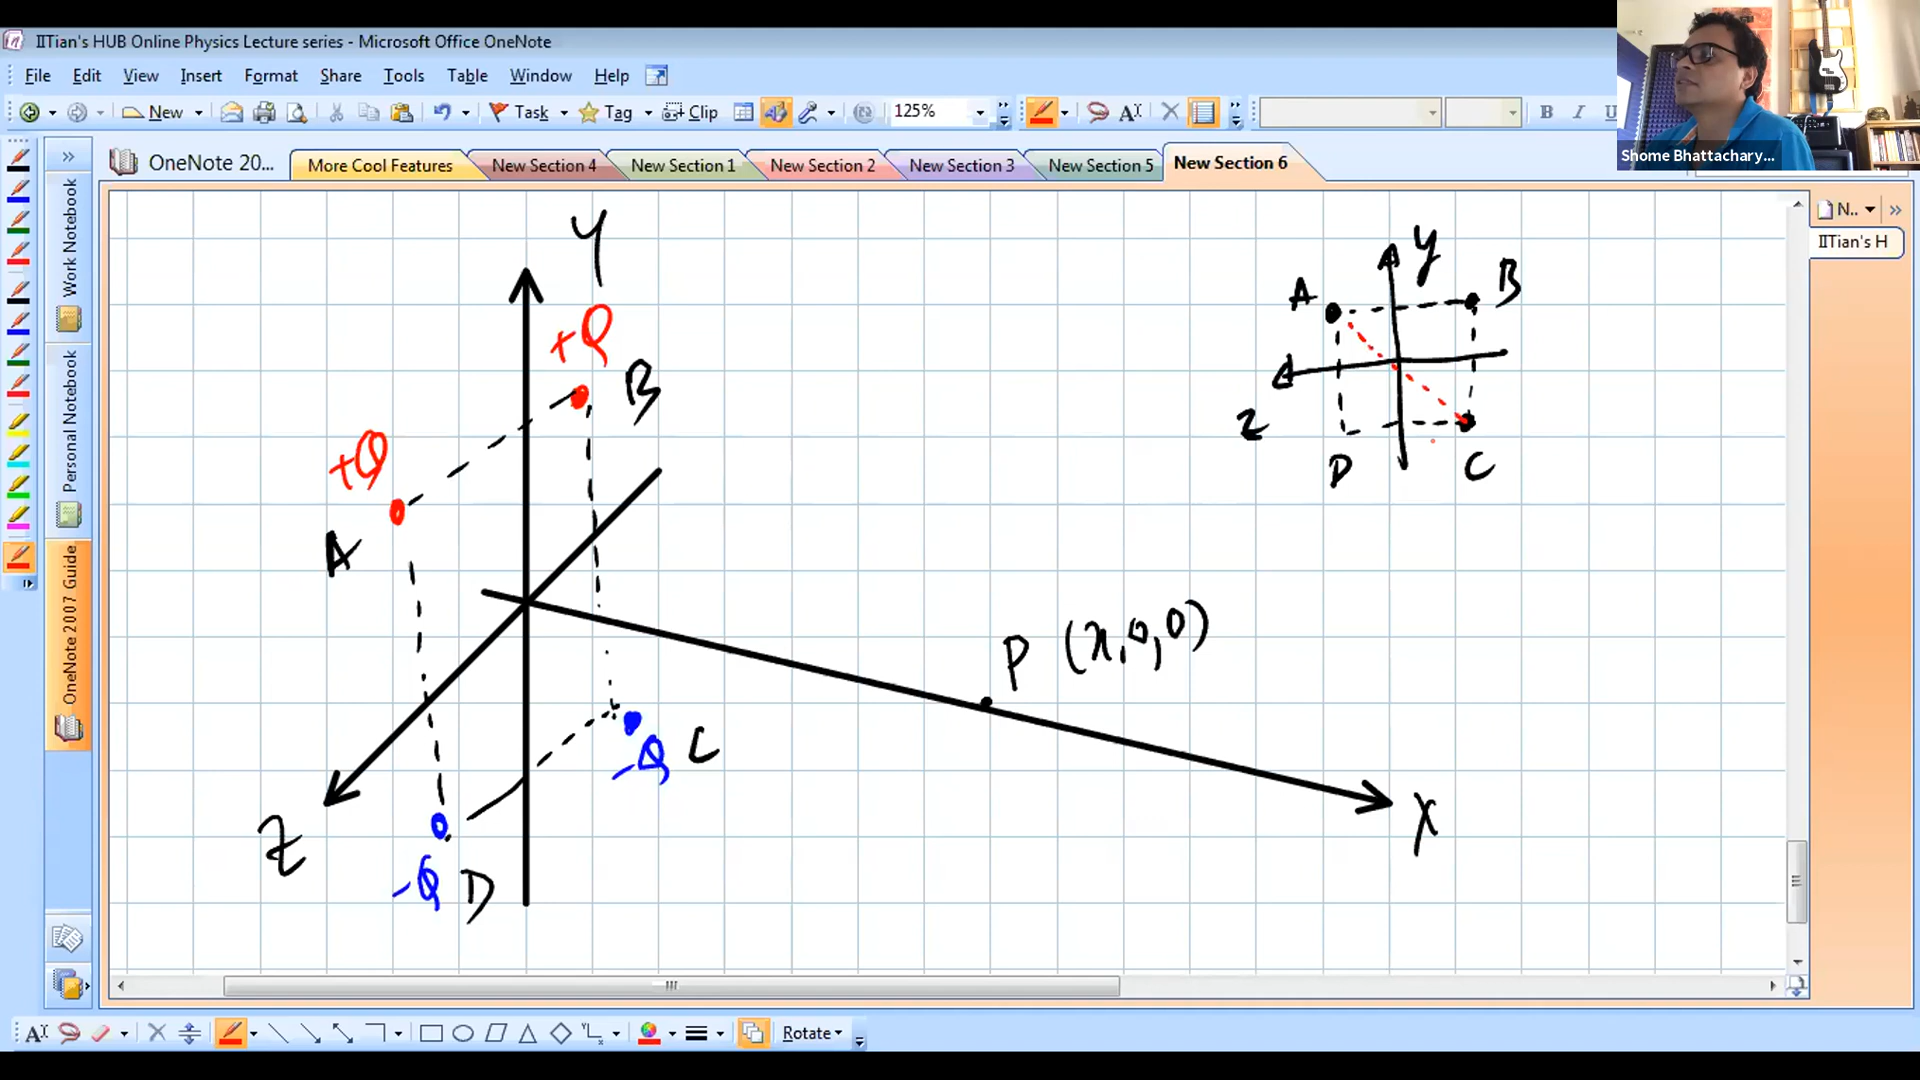 IITian's HUB Online Physics Lecture series - Microsoft Office OneNote
File Edit View Insert Format Share Tools Table Window Help
New Task Tag Clip 125% B I U
Shome Bhattachary...
OneNote 20... More Cool Features New Section 4 New Section 1 New Section 2 New Section 3 New Section 5 New Section 6
N..
IITian's H
Work Notebook
Personal Notebook
OneNote 2007 Guide
Y
+Q
B
+Q
A
Z
-Q D
-Q C
P (x,0,0)
X
y
A B
Z
D C
Rotate